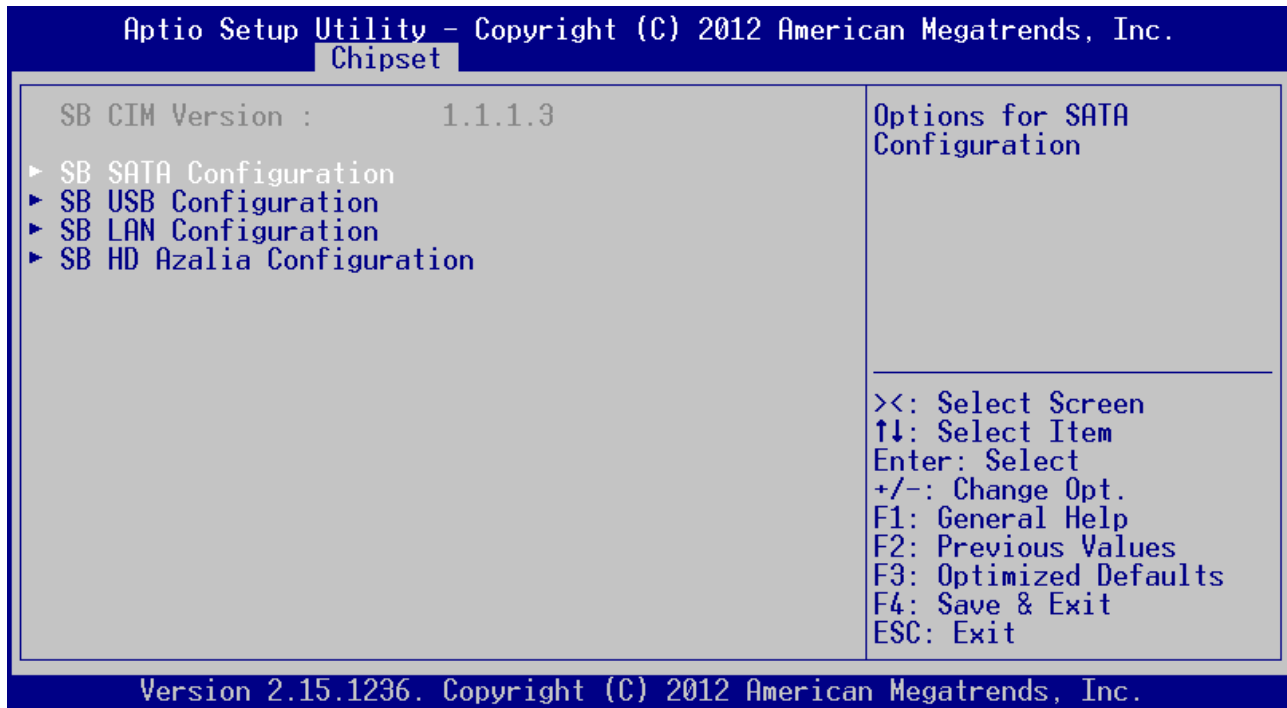 Aptio Setup Utility – Copyright (C) 2012 American Megatrends, Inc.
Chipset
SB CIM Version : 1.1.1.3
► SB SATA Configuration
► SB USB Configuration
► SB LAN Configuration
► SB HD Azalia Configuration
Options for SATA
Configuration
><: Select Screen
↑↓: Select Item
Enter: Select
+/-: Change Opt.
F1: General Help
F2: Previous Values
F3: Optimized Defaults
F4: Save & Exit
ESC: Exit
Version 2.15.1236. Copyright (C) 2012 American Megatrends, Inc.